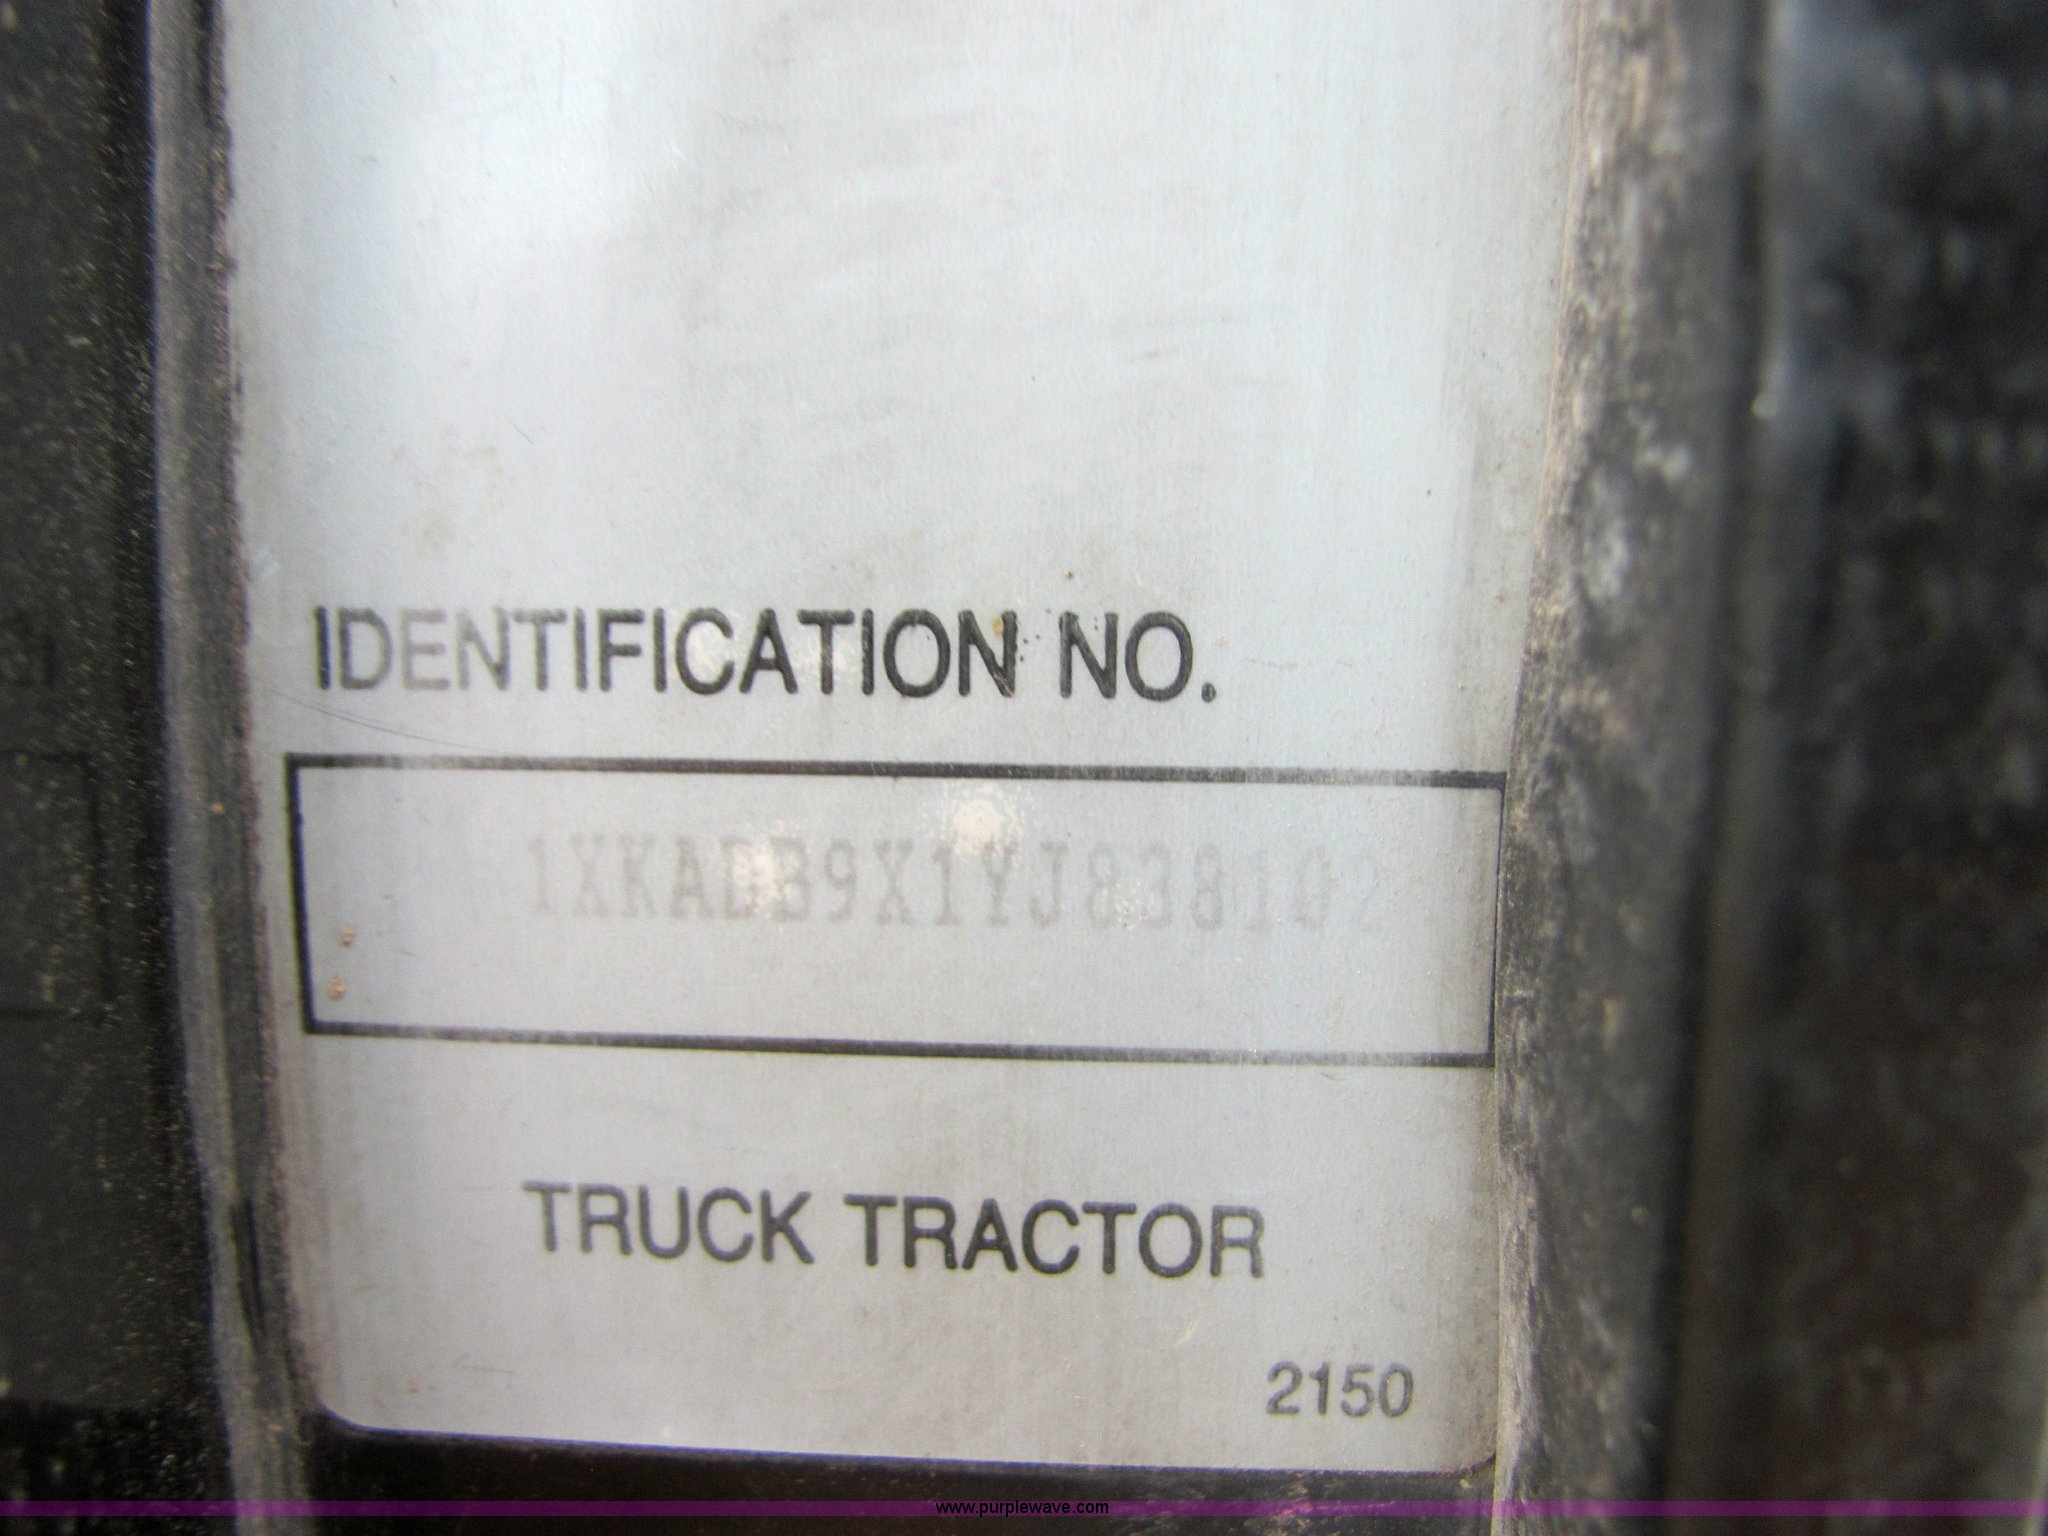 IDENTIFICATION NO.
1XKADB9X1YJ838102
TRUCK TRACTOR
2150
www.purplewave.com